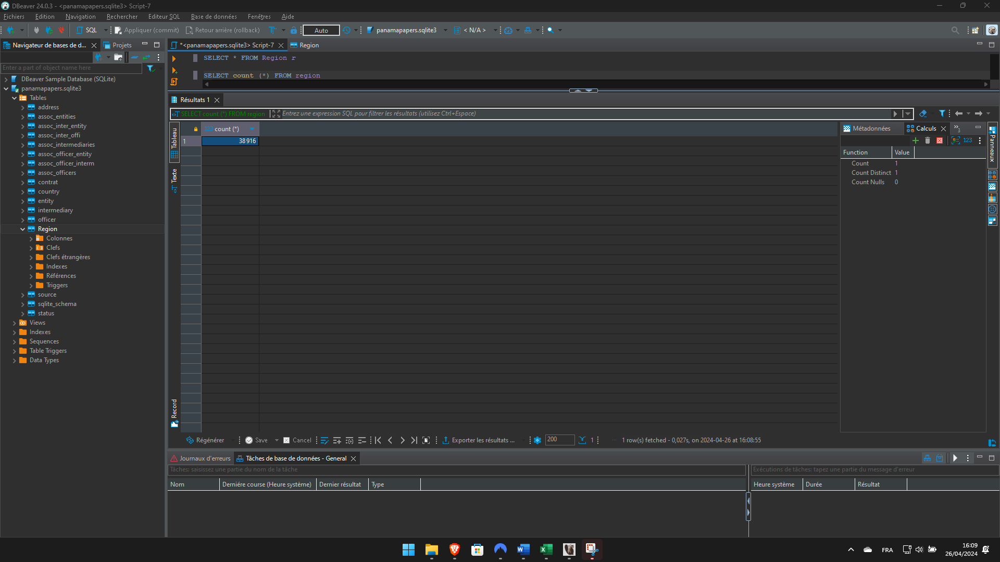 DBeaver 24.0.3 - <panamapapers.sqlite3> Script-7
Fichiers Edition Navigation Rechercher Editeur SQL Base de données Fenêtres Aide
SQL Appliquer (commit) Retour arrière (rollback) Auto panamapapers.sqlite3 < N/A >
Navigateur de bases de d... Projets
Enter a part of object name here
DBeaver Sample Database (SQLite)
panamapapers.sqlite3
Tables
address
assoc_entities
assoc_inter_entity
assoc_inter_offi
assoc_intermediaries
assoc_officer_entity
assoc_officer_interm
assoc_officers
contrat
country
entity
intermediary
officer
Region
Colonnes
Clefs
Clefs étrangères
Indexes
Références
Triggers
source
sqlite_schema
status
Views
Indexes
Sequences
Table Triggers
Data Types
*<panamapapers.sqlite3> Script-7 Region
SELECT * FROM Region r
SELECT count (*) FROM region
Résultats 1
SELECT count (*) FROM region Entrez une expression SQL pour filtrer les résultats (utilisez Ctrl+Espace)
Tableau
Texte
Record
123 count (*)
1 38 916
Métadonnées Calculs 3
123
Function Value
Count 1
Count Distinct 1
Count Nulls 0
Panneaux
Régénérer Save Cancel Exporter les résultats ... 200 1 1 row(s) fetched - 0,027s, on 2024-04-26 at 16:08:55
Journaux d'erreurs Tâches de base de données - General
Tâches: saisissez une partie du nom de la tâche
Nom Derniére course (Heure système) Dernier résultat Type
Exécutions de tâches: tapez une partie du message d'erreur
Heure système Durée Résultat
FRA
16:09
26/04/2024